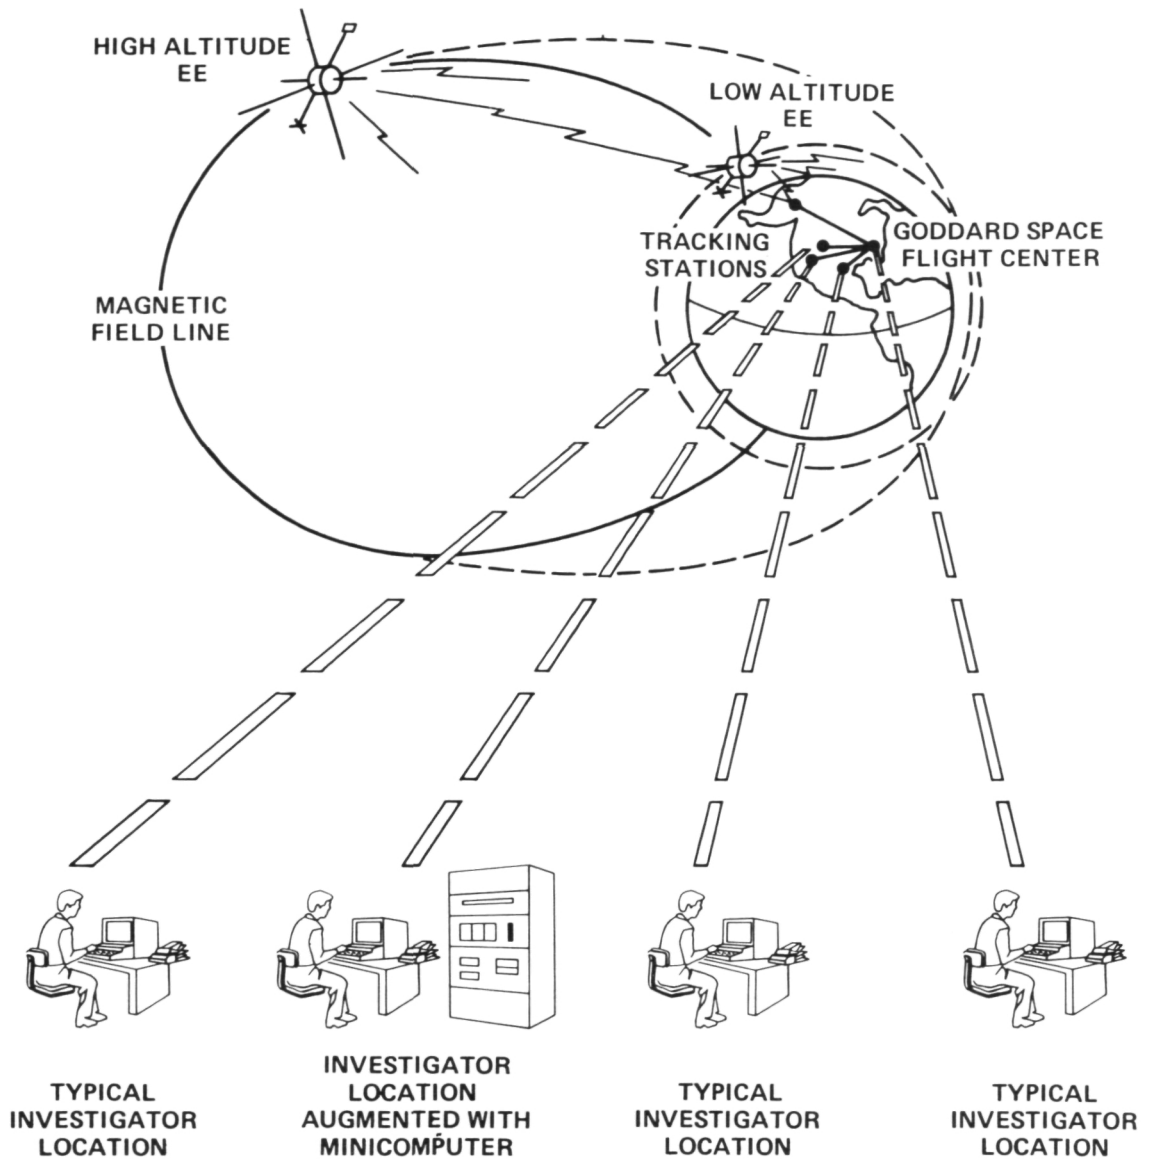 HIGH ALTITUDE
EE
LOW ALTITUDE
EE
TRACKING
STATIONS
GODDARD SPACE
FLIGHT CENTER
MAGNETIC
FIELD LINE
TYPICAL
INVESTIGATOR
LOCATION
INVESTIGATOR
LOCATION
AUGMENTED WITH
MINICOMPUTER
TYPICAL
INVESTIGATOR
LOCATION
TYPICAL
INVESTIGATOR
LOCATION